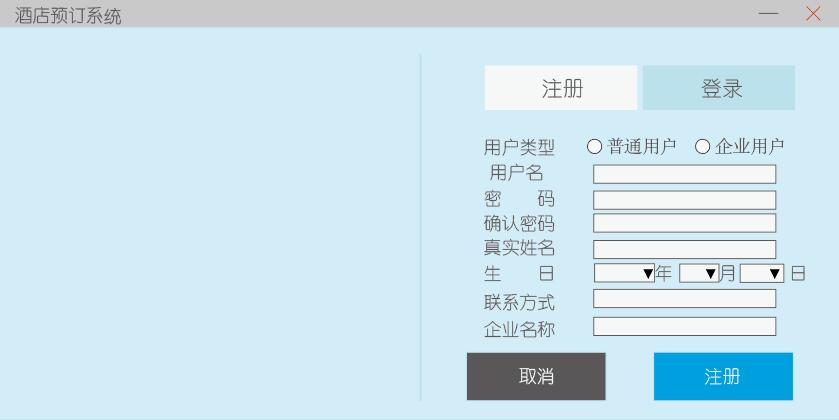 酒店预订系统
注册 登录
用户类型 普通用户 企业用户
用户名
密 码
确认密码
真实姓名
生 日 年 月 日
联系方式
企业名称
取消 注册